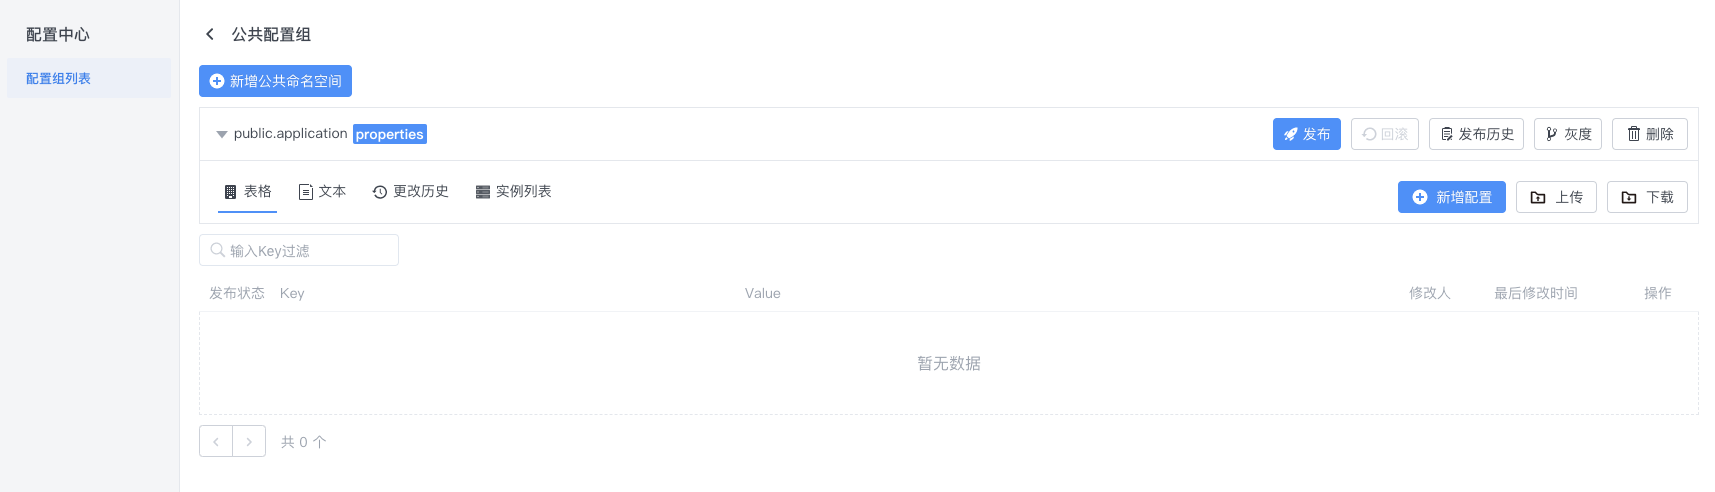 配置中心
配置组列表
公共配置组
新增公共命名空间
public.application properties 发布 回滚 发布历史 灰度 删除
表格 文本 更改历史 实例列表 新增配置 上传 下载
输入Key过滤
发布状态 Key Value 修改人 最后修改时间 操作
暂无数据
共 0 个